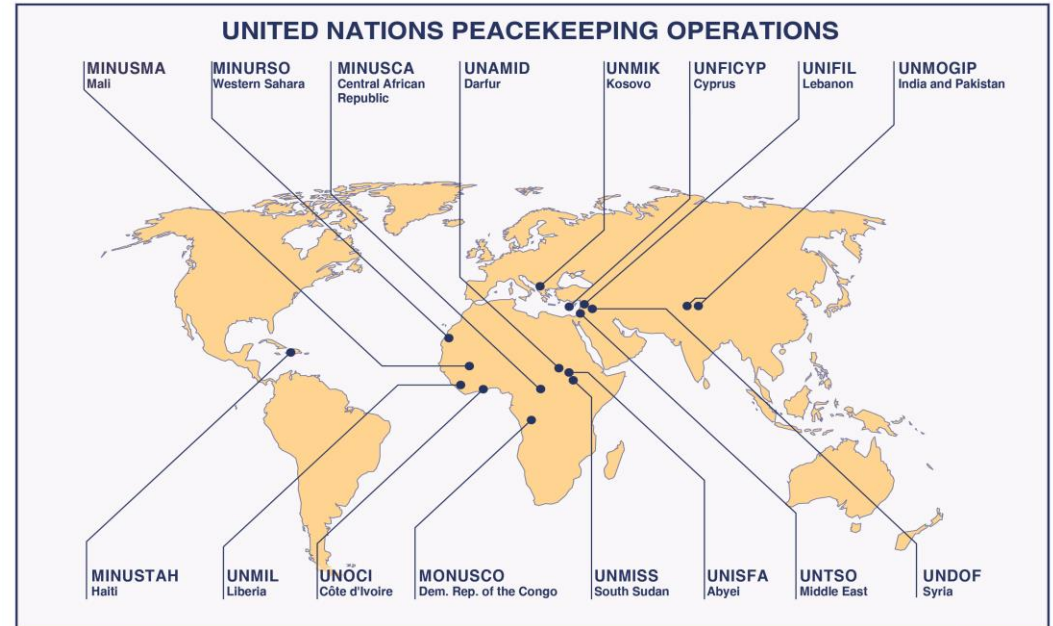 UNITED NATIONS PEACEKEEPING OPERATIONS
MINUSMA
Mali
MINURSO
Western Sahara
MINUSCA
Central African
Republic
UNAMID
Darfur
UNMIK
Kosovo
UNFICYP
Cyprus
UNIFIL
Lebanon
UNMOGIP
India and Pakistan
MINUSTAH
Haiti
UNMIL
Liberia
UNOCI
Côte d'Ivoire
MONUSCO
Dem. Rep. of the Congo
UNMISS
South Sudan
UNISFA
Abyei
UNTSO
Middle East
UNDOF
Syria